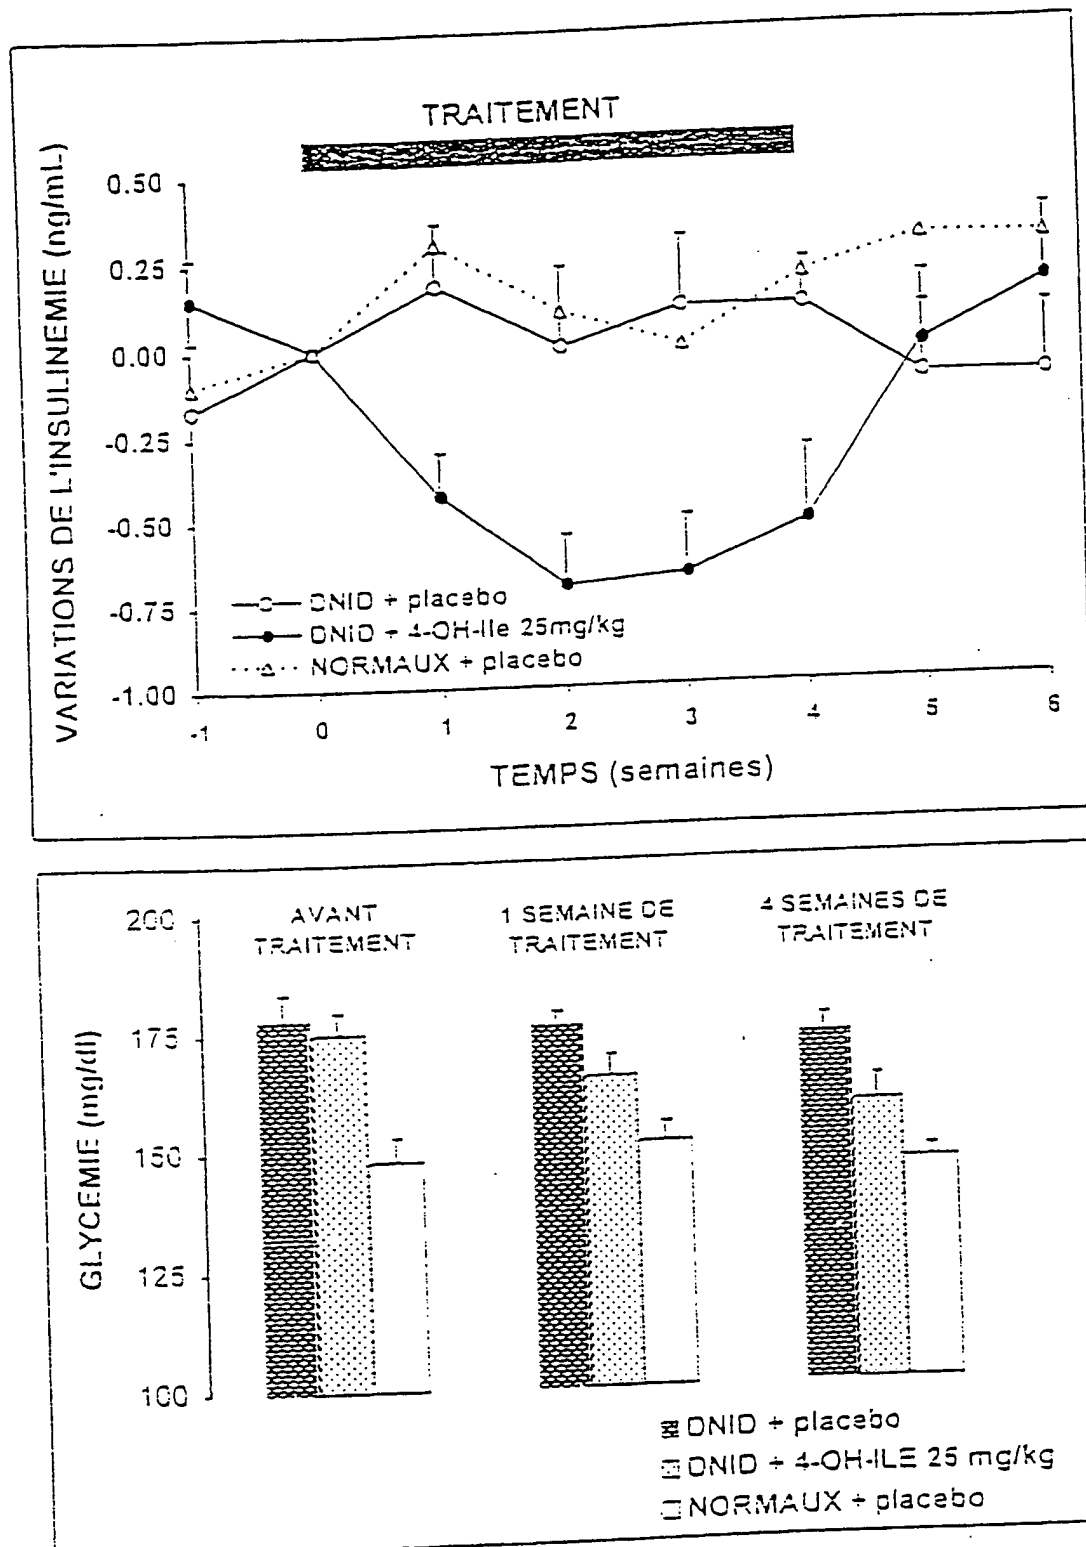 TRAITEMENT
VARIATIONS DE L'INSULINEMIE (ng/mL)
0.50
0.25
0.00
-0.25
-0.50
-0.75
-1.00
DNID + placebo
DNID + 4-OH-Ile 25mg/kg
NORMAUX + placebo
-1
0
1
2
3
4
5
6
TEMPS (semaines)
GLYCEMIE (mg/dl)
200
175
150
125
100
AVANT
TRAITEMENT
1 SEMAINE DE
TRAITEMENT
4 SEMAINES DE
TRAITEMENT
DNID + placebo
DNID + 4-OH-ILE 25 mg/kg
NORMAUX + placebo